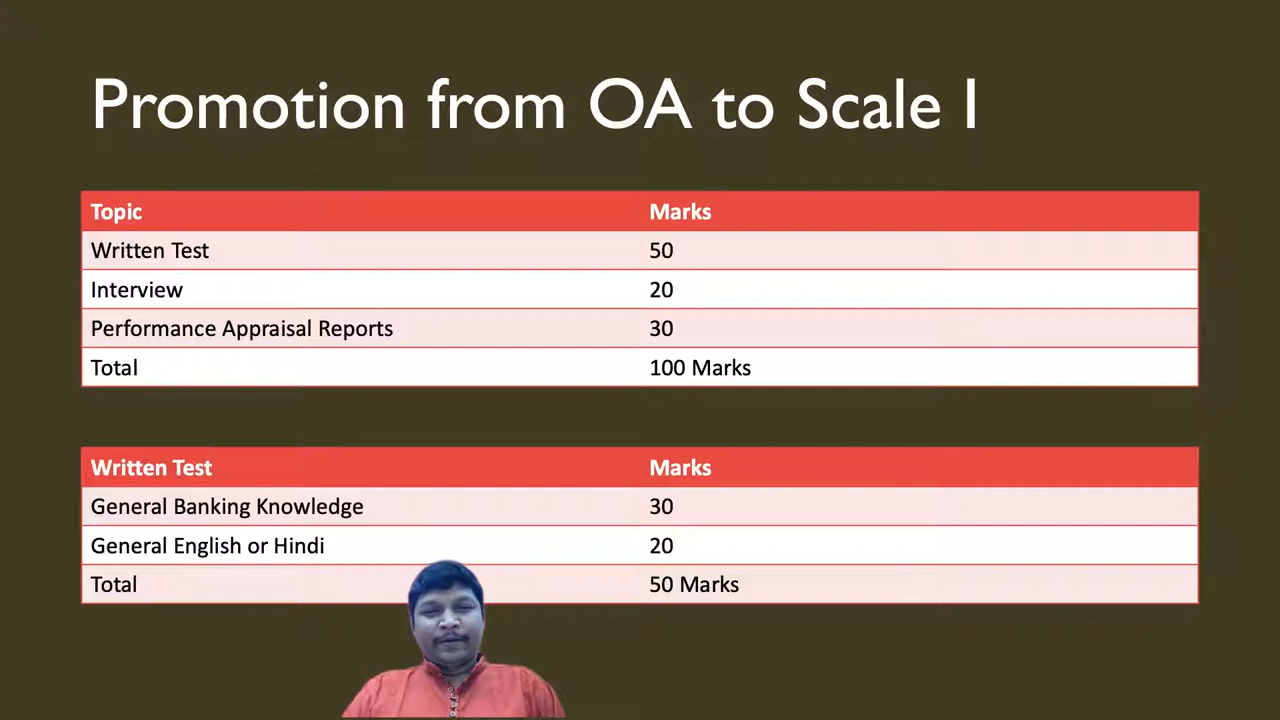 Promotion from OA to Scale I
Topic Marks
Written Test 50
Interview 20
Performance Appraisal Reports 30
Total 100 Marks
Written Test Marks
General Banking Knowledge 30
General English or Hindi 20
Total 50 Marks